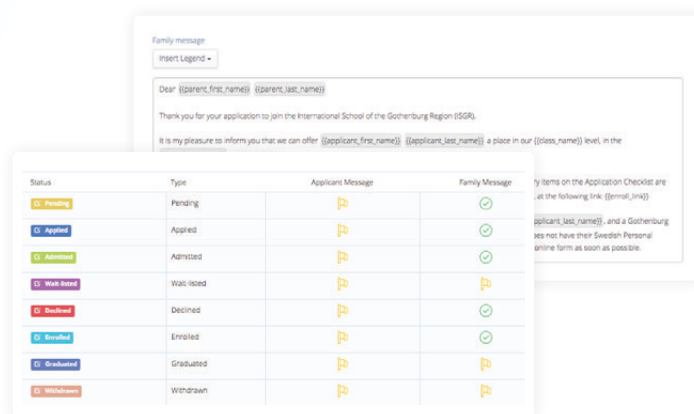 Family message
Insert Legend
Dear {{parent_first_name}} {{parent_last_name}}
Thank you for your application to join the International School of the Gothenburg Region (ISGR).
It is my pleasure to inform you that we can offer {{applicant_first_name}} {{applicant_last_name}} a place in our {{class_name}} level, in the
ry items on the Application Checklist are
at the following link: {{enroll_link}}
applicant_last_name}}, and a Gothenburg
oes not have their Swedish Personal
online form as soon as possible.
Status Type Applicant Message Family Message
Pending Pending
Applied Applied
Admitted Admitted
Wait-listed Wait-listed
Declined Declined
Enrolled Enrolled
Graduated Graduated
Withdrawn Withdrawn